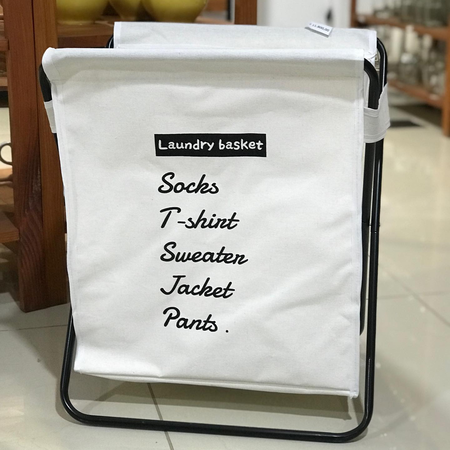 Laundry basket
Socks
T-shirt
Sweater
Jacket
Pants .